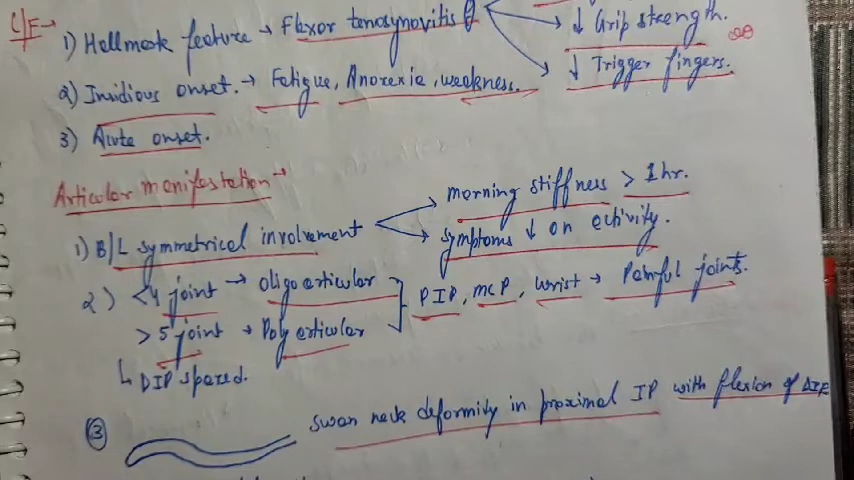 C/F →
↓ Grip strength.
1) Hallmark feature → Flexor tenosynovitis
↓ Trigger fingers.
2) Insidious onset. → Fatigue, Anorexia, weakness.
3) Acute onset.
Articular manifestation →
morning stiffness > 1 hr.
1) B/L symmetrical involvement
symptoms ↓ on activity.
2) <4 joint → oligoarticular
PIP, MCP, wrist → Painful joints.
>5 joint → Polyarticular
↳ DIP spared.
③ swan neck deformity in proximal IP with flexion of DIP